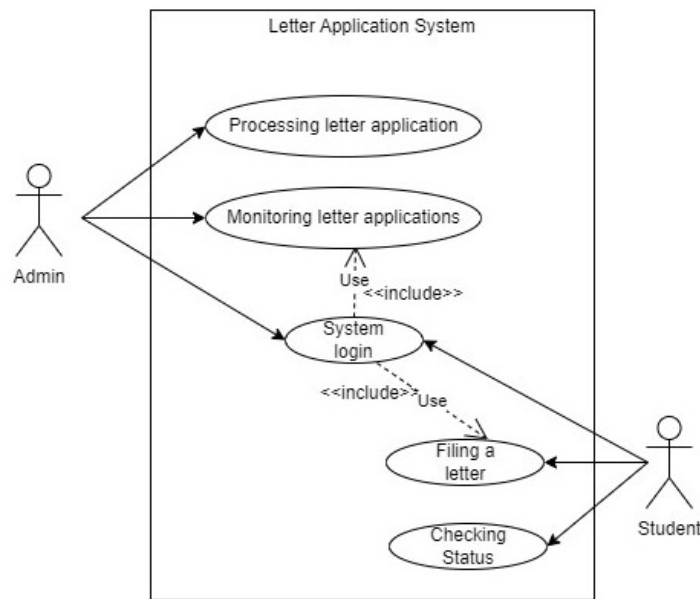 Letter Application System
Processing letter application
Monitoring letter applications
Admin
Use
<<include>>
System
login
<<include>>
Use
Filing a
letter
Checking
Status
Student